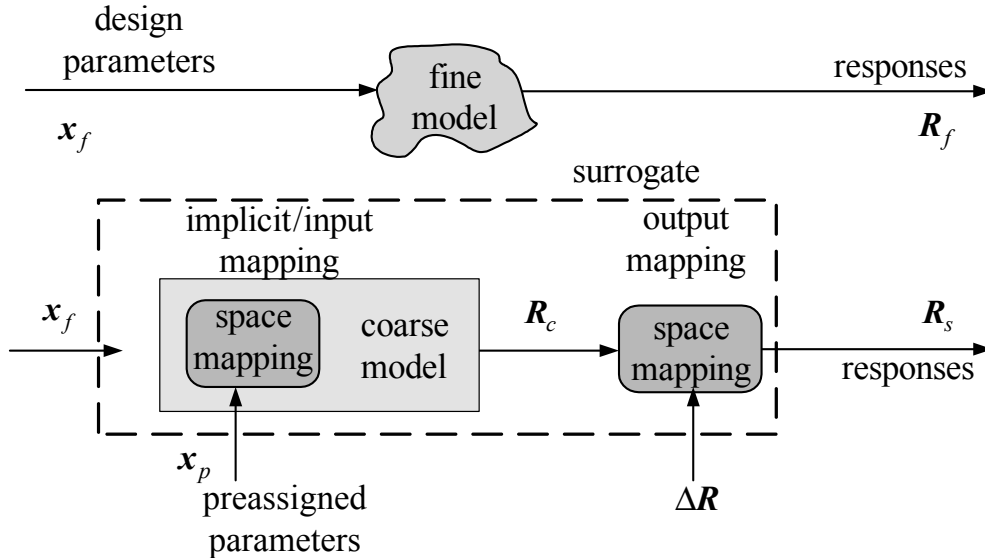 design
parameters
fine
model
responses
x_f
R_f
surrogate
implicit/input
mapping
output
mapping
x_f
space
mapping
coarse
model
R_c
space
mapping
R_s
responses
x_p
preassigned
parameters
ΔR